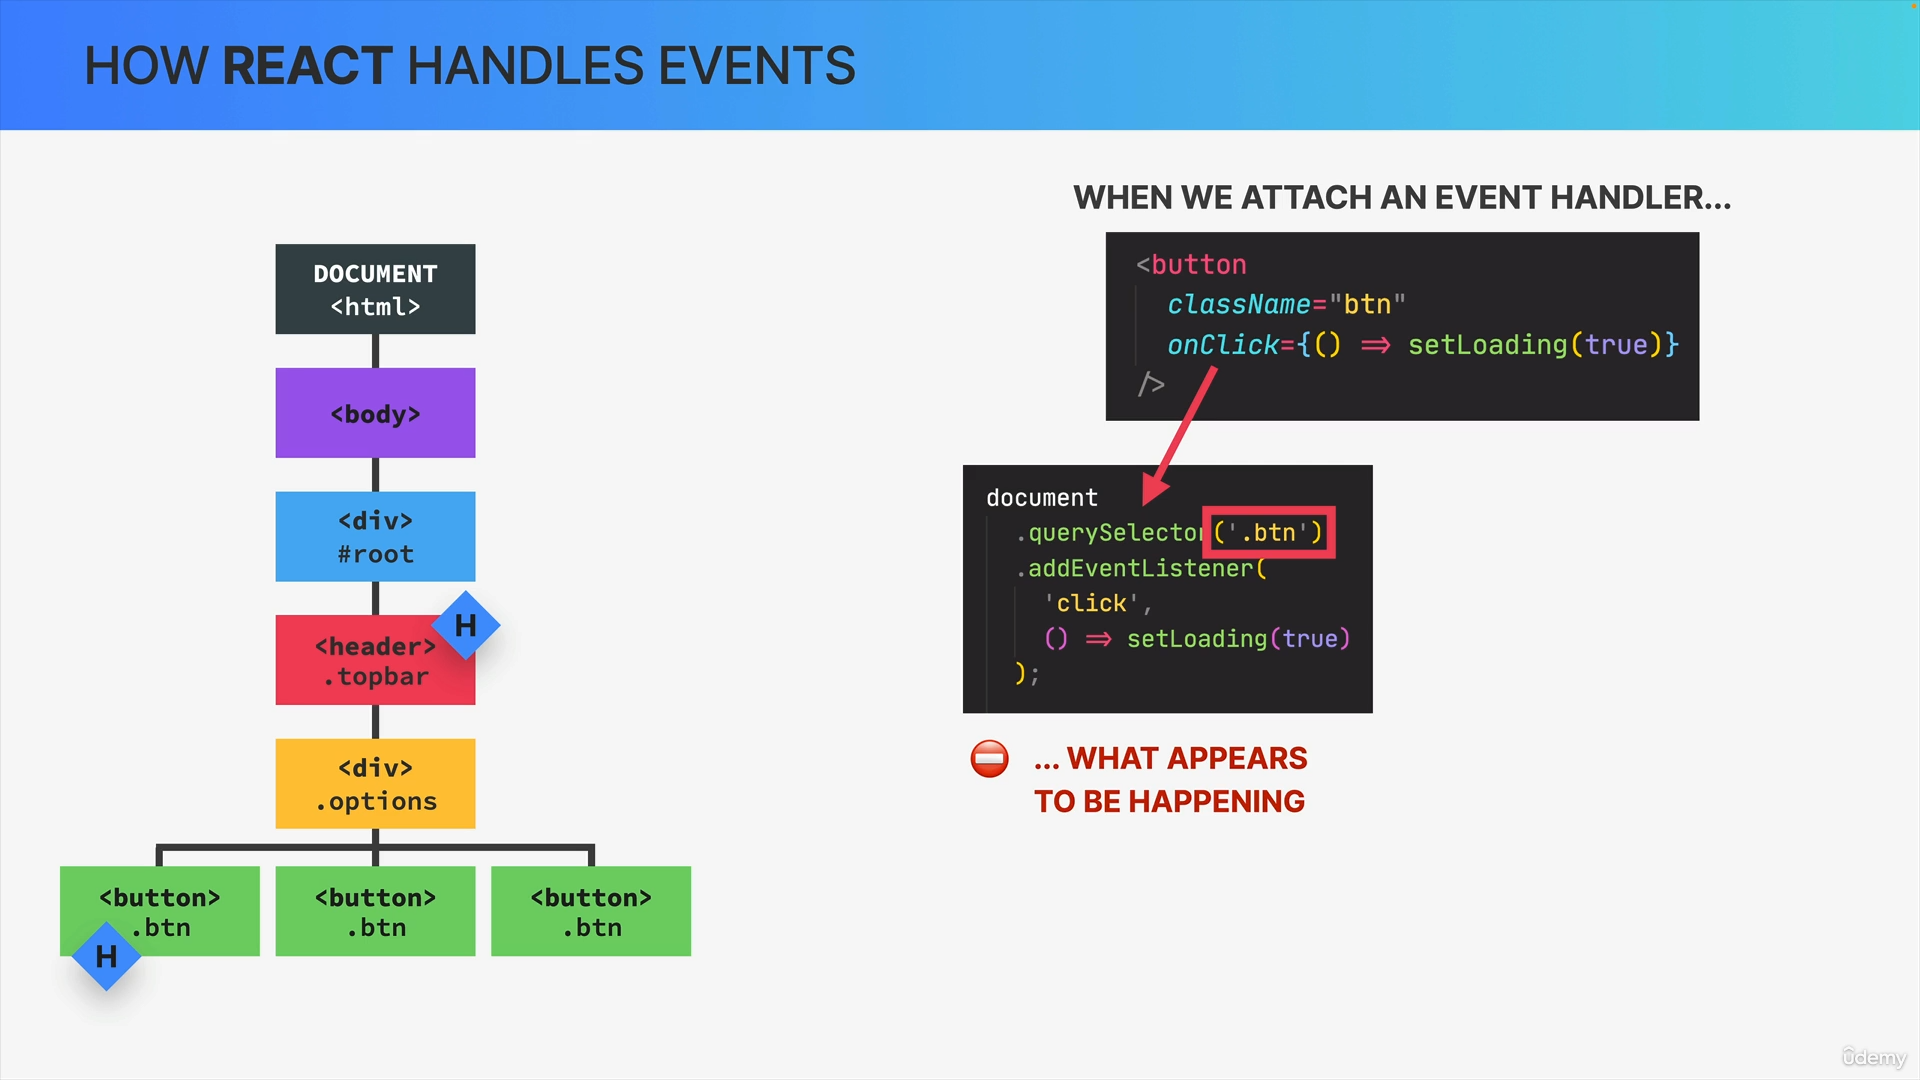 HOW REACT HANDLES EVENTS
DOCUMENT
<html>
<body>
<div>
#root
<header>
.topbar
H
<div>
.options
<button>
.btn
H
<button>
.btn
<button>
.btn
WHEN WE ATTACH AN EVENT HANDLER...
<button
className="btn"
onClick={() => setLoading(true)}
/>
document
.querySelector('.btn')
.addEventListener(
'click',
() => setLoading(true)
);
⛔ ... WHAT APPEARS
TO BE HAPPENING
ûdemy